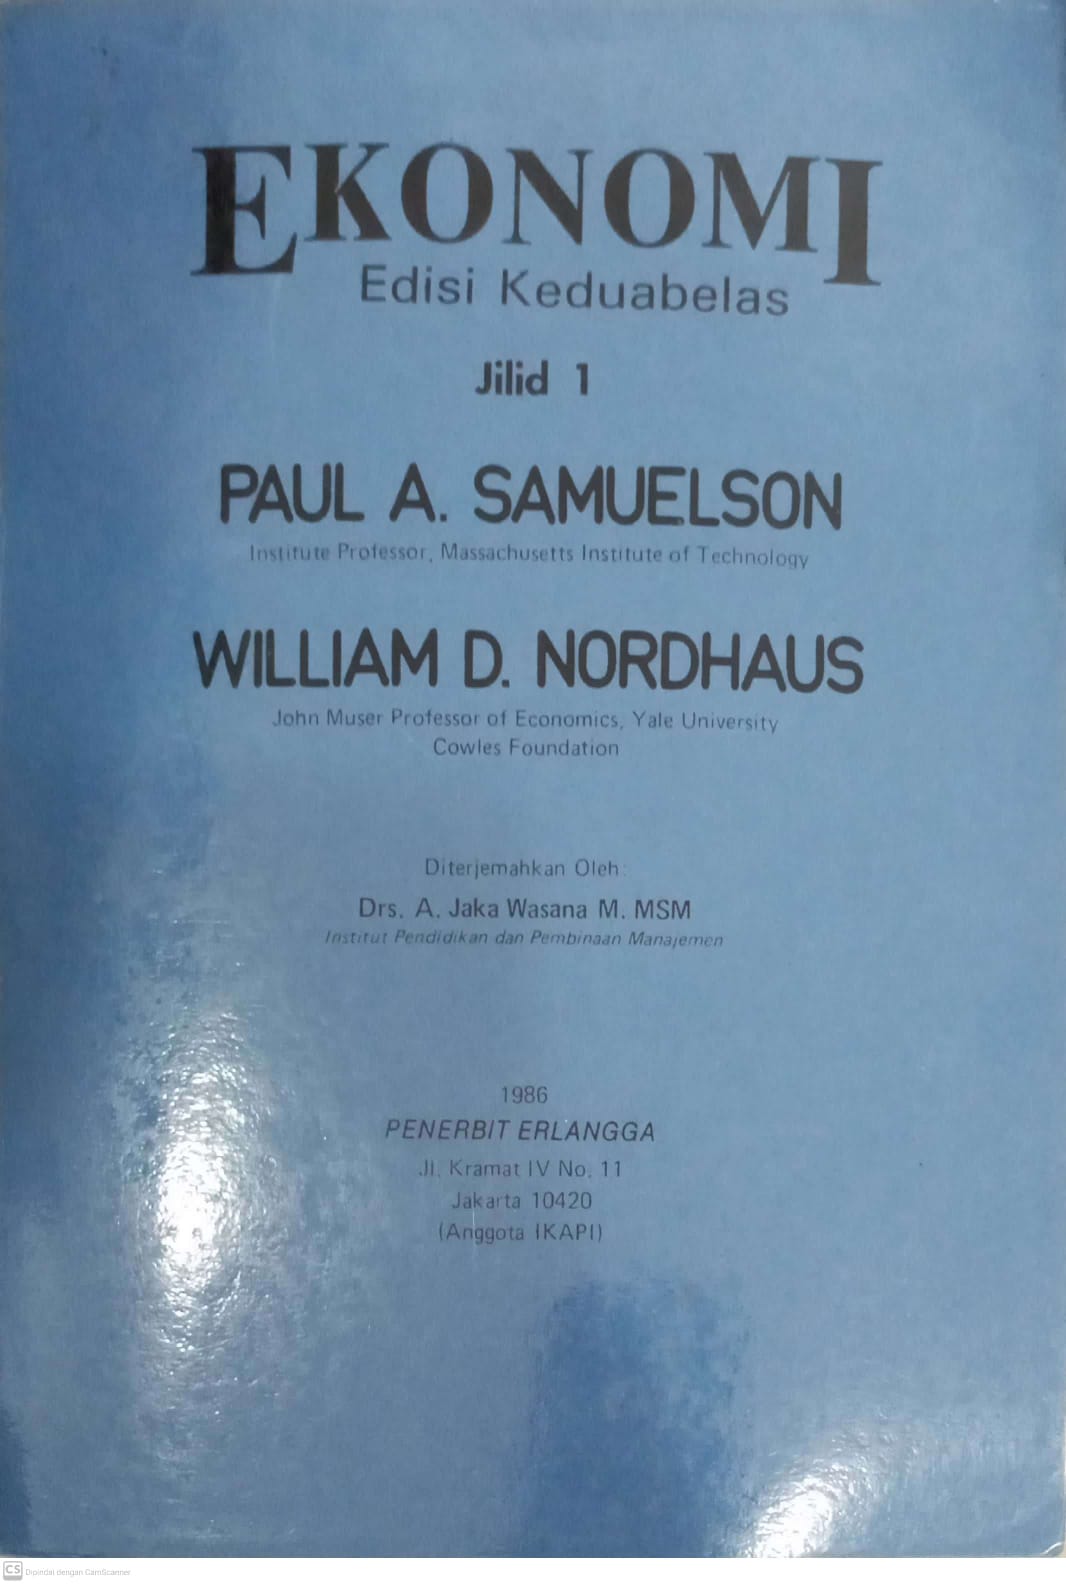 EKONOMI
Edisi Keduabelas
Jilid 1
PAUL A. SAMUELSON
Institute Professor, Massachusetts Institute of Technology
WILLIAM D. NORDHAUS
John Muser Professor of Economics, Yale University
Cowles Foundation
Diterjemahkan Oleh:
Drs. A. Jaka Wasana M. MSM
Institut Pendidikan dan Pembinaan Manajemen
1986
PENERBIT ERLANGGA
Jl. Kramat IV No. 11
Jakarta 10420
(Anggota IKAPI)
CS Dipindai dengan CamScanner